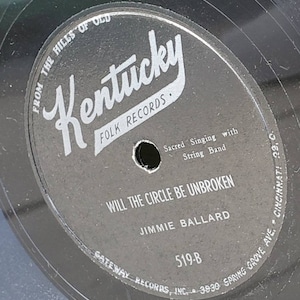 FROM THE HILLS OF OLD
Kentucky
FOLK RECORDS
Sacred Singing with
String Band
WILL THE CIRCLE BE UNBROKEN
JIMMIE BALLARD
519-B
GATEWAY RECORDS, INC. • 3939 SPRING GROVE AVE. • CINCINNATI 23, O.